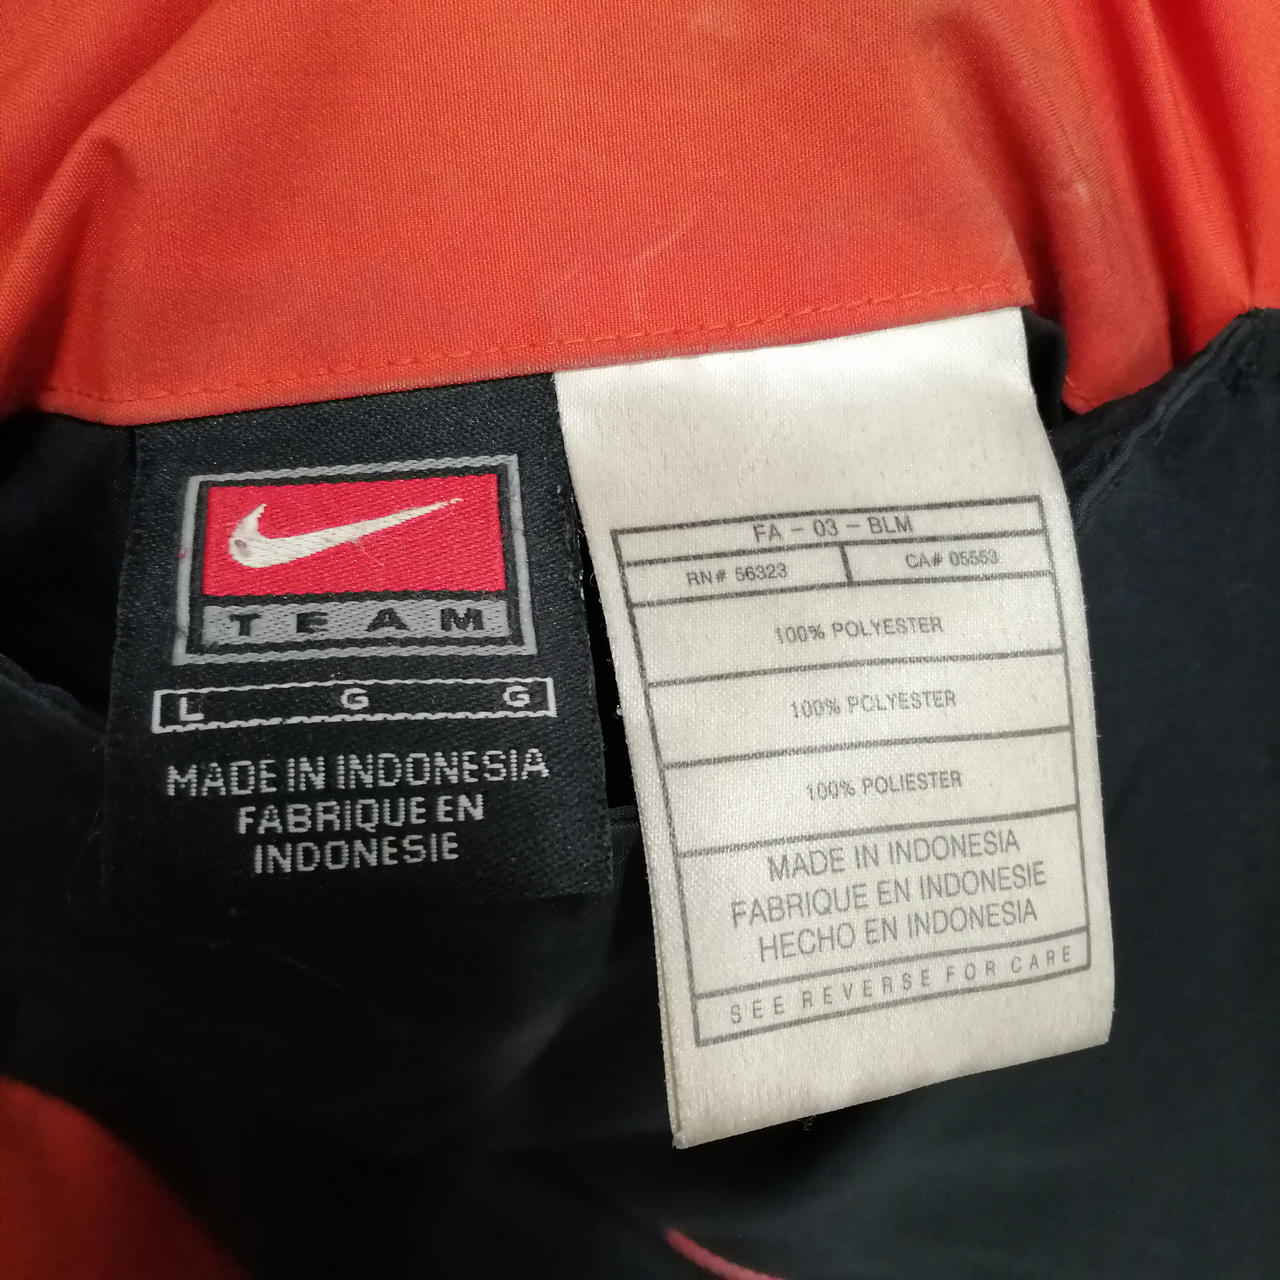 TEAM
L G G
MADE IN INDONESIA
FABRIQUE EN
INDONESIE
FA - 03 - BLM
RN# 56323 CA# 05553
100% POLYESTER
100% POLYESTER
100% POLIESTER
MADE IN INDONESIA
FABRIQUE EN INDONESIE
HECHO EN INDONESIA
SEE REVERSE FOR CARE